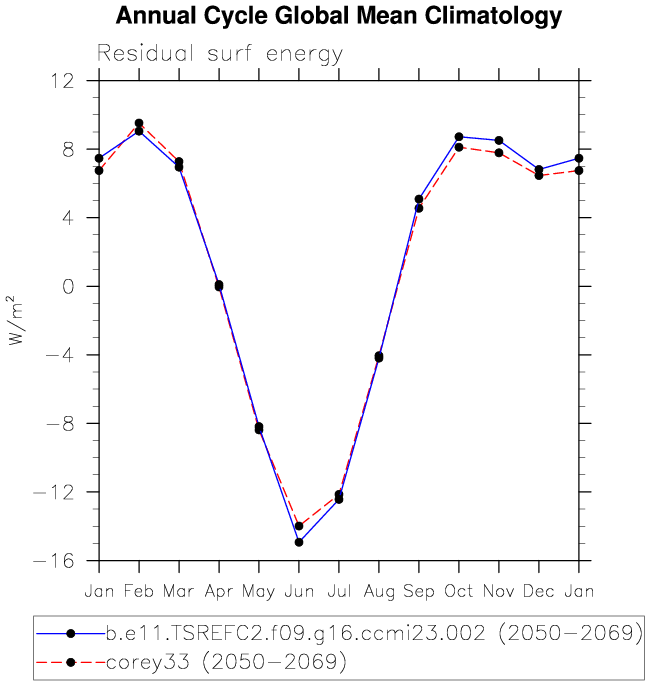 Annual Cycle Global Mean Climatology
Residual surf energy
12
8
4
0
−4
−8
−12
−16
W/m²
Jan Feb Mar Apr May Jun Jul Aug Sep Oct Nov Dec Jan
b.e11.TSREFC2.f09.g16.ccmi23.002 (2050−2069)
corey33 (2050−2069)